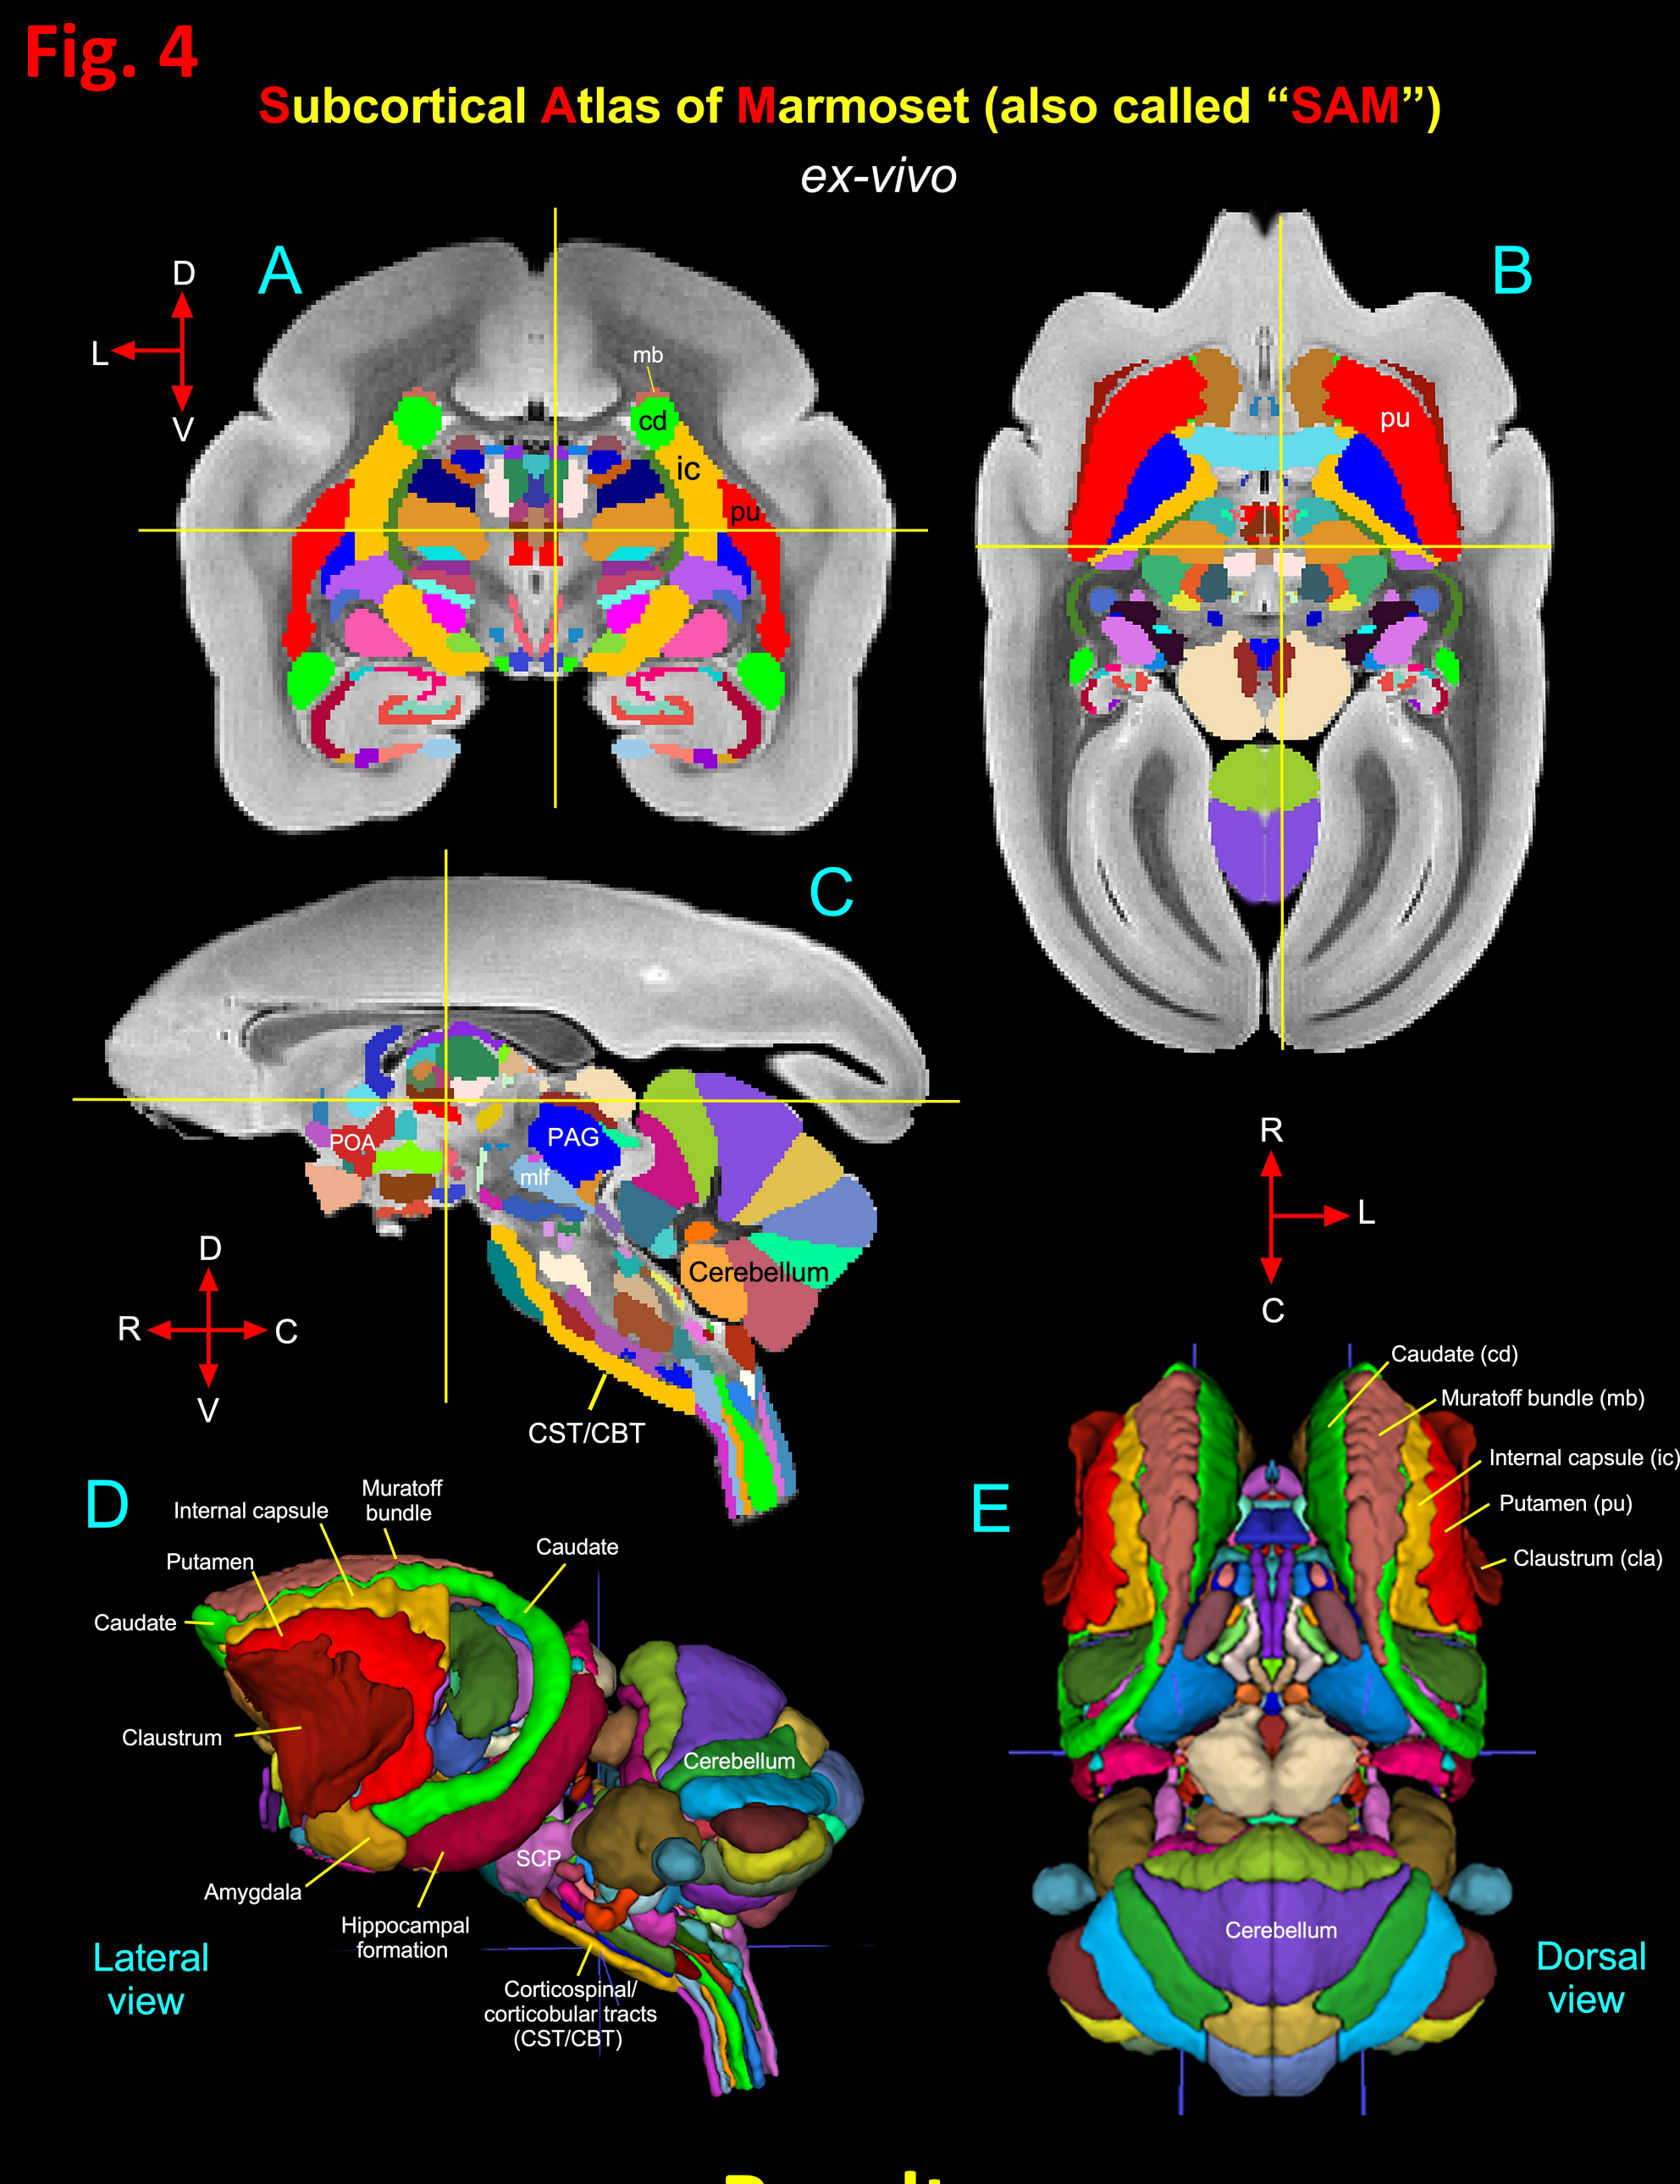 Fig. 4
Subcortical Atlas of Marmoset (also called “SAM”)
ex-vivo
A
D
L
V
mb
cd
ic
pu
B
pu
C
POA
PAG
mlf
Cerebellum
CST/CBT
D
R
C
V
R
L
C
D
Internal capsule
Muratoff
bundle
Putamen
Caudate
Caudate
Claustrum
Cerebellum
SCP
Amygdala
Hippocampal
formation
Corticospinal/
corticobular tracts
(CST/CBT)
Lateral
view
E
Caudate (cd)
Muratoff bundle (mb)
Internal capsule (ic)
Putamen (pu)
Claustrum (cla)
Cerebellum
Dorsal
view